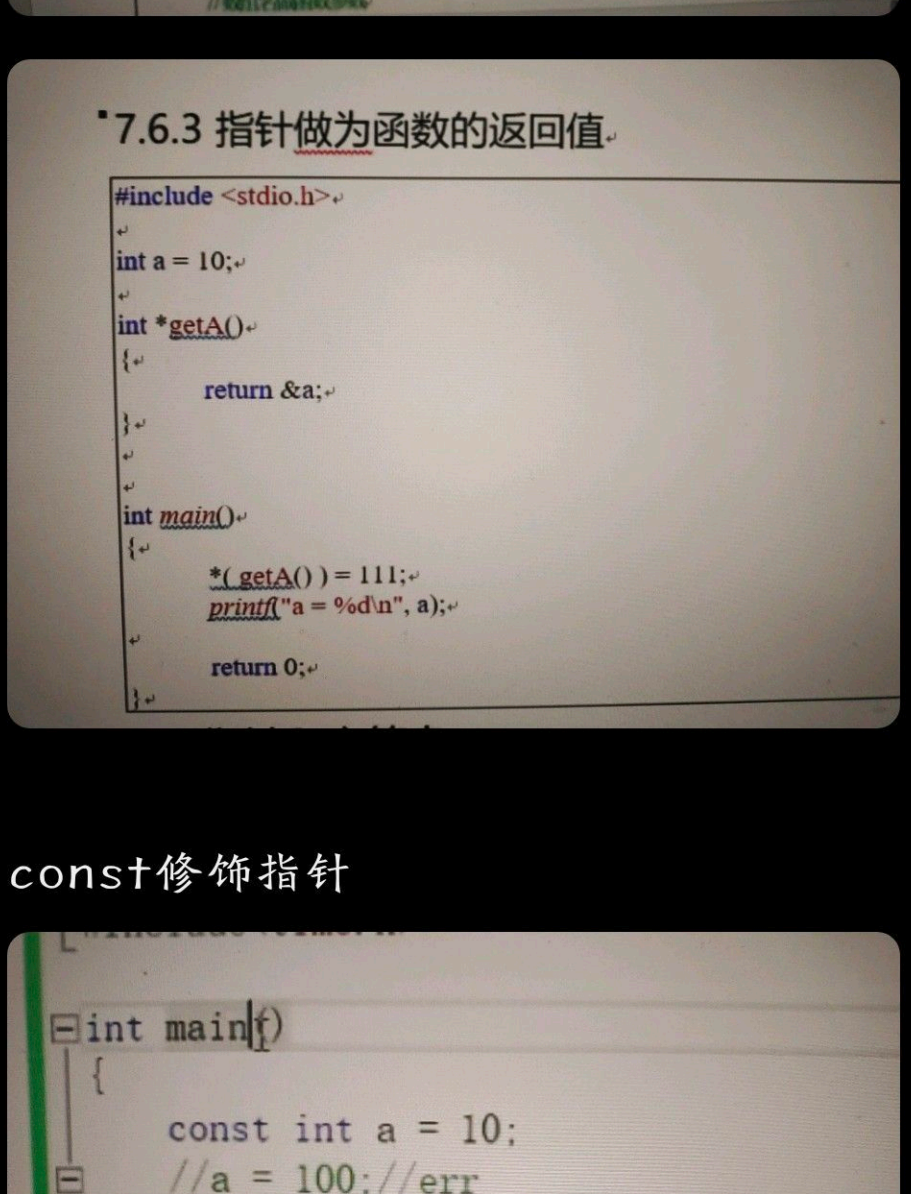 7.6.3 指针做为函数的返回值
#include <stdio.h>
int a = 10;
int *getA()
{
return &a;
}
int main()
{
*( getA() ) = 111;
printf("a = %d\n", a);
return 0;
}
const修饰指针
int main()
{
const int a = 10;
//a = 100;//err